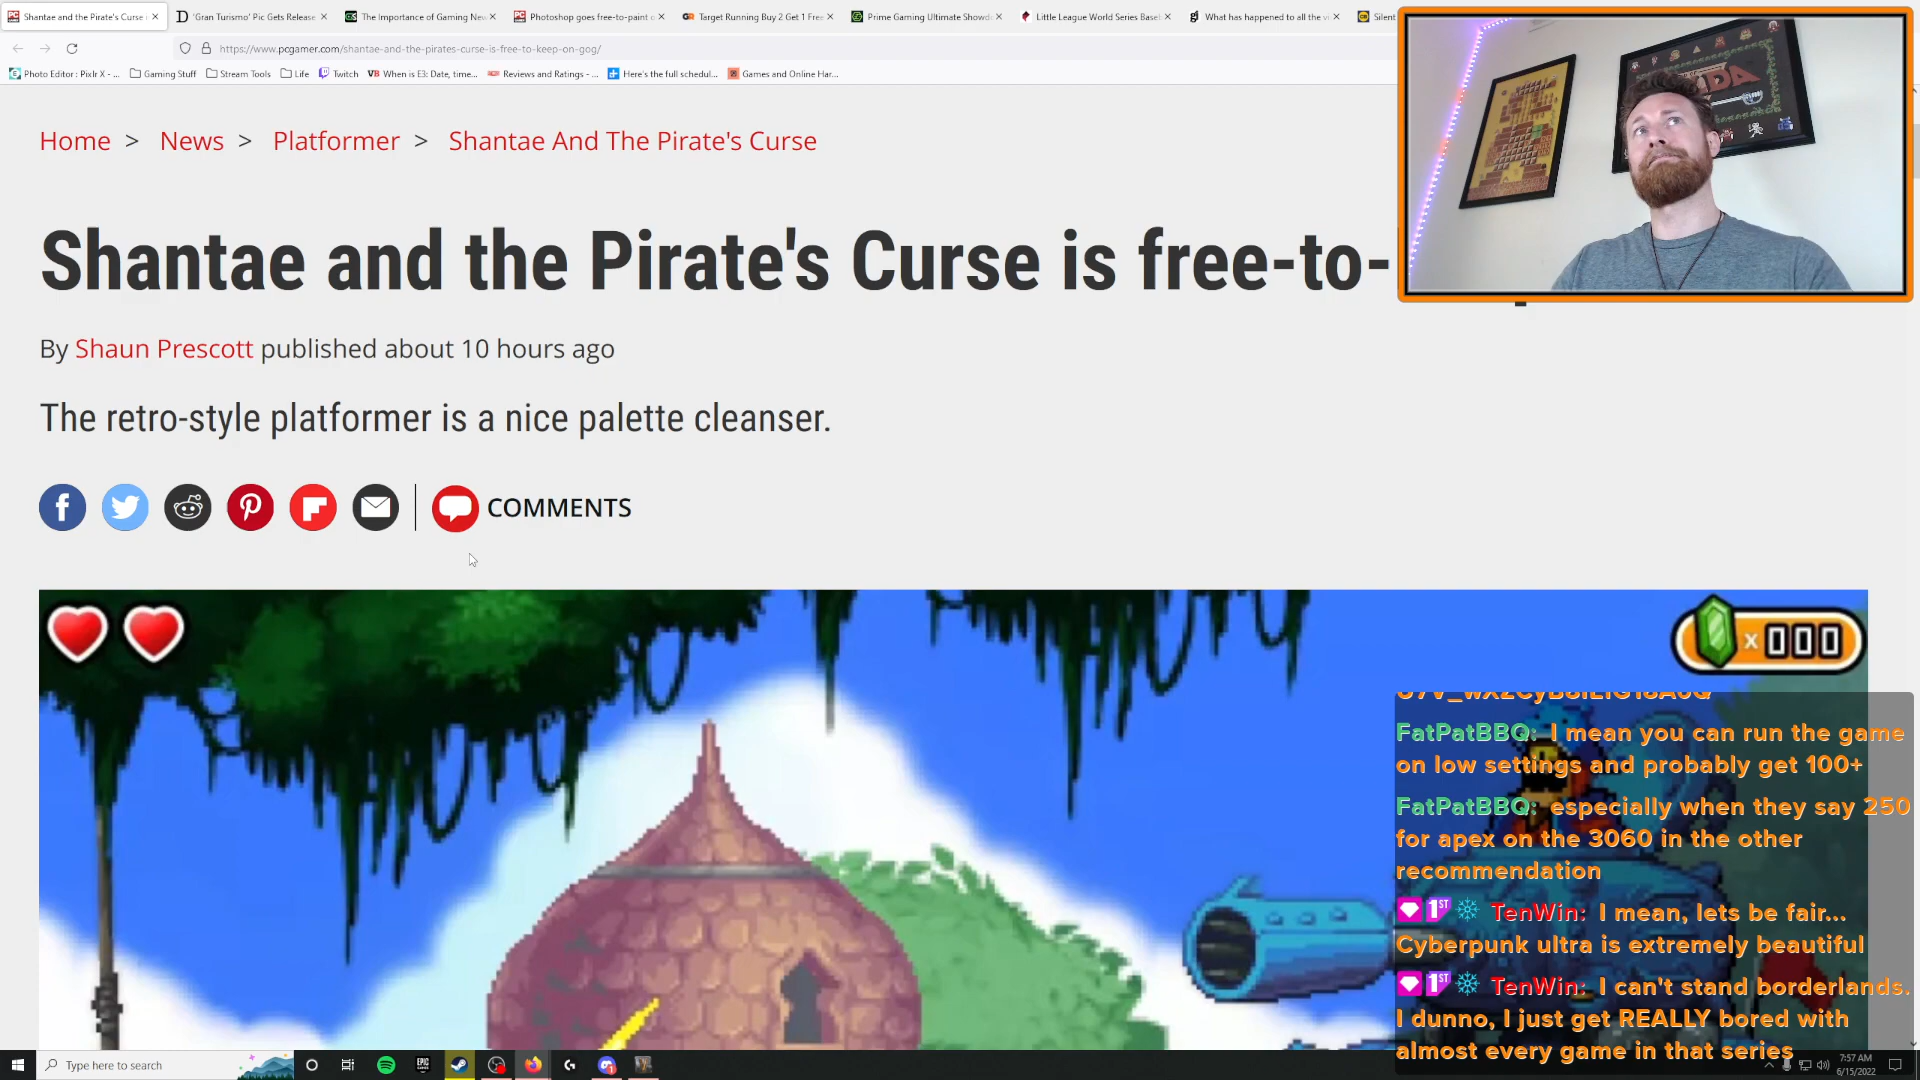 Shantae and the Pirate's Curse i
'Gran Turismo' Pic Gets Release
The Importance of Gaming New
Photoshop goes free-to-paint o
Target Running Buy 2 Get 1 Free
Prime Gaming Ultimate Showd
Little League World Series Baseb
What has happened to all the vi
Silent
https://www.pcgamer.com/shantae-and-the-pirates-curse-is-free-to-keep-on-gog/
Photo Editor : Pixlr X - ...
Gaming Stuff
Stream Tools
Life
Twitch
When is E3: Date, time...
Reviews and Ratings - ...
Here's the full schedul...
Games and Online Har...
Home > News > Platformer > Shantae And The Pirate's Curse
Shantae and the Pirate's Curse is free-to-
By Shaun Prescott published about 10 hours ago
The retro-style platformer is a nice palette cleanser.
COMMENTS
x 000
FatPatBBQ: I mean you can run the game
on low settings and probably get 100+
FatPatBBQ: especially when they say 250
for apex on the 3060 in the other
recommendation
1ST TenWin: I mean, lets be fair...
Cyberpunk ultra is extremely beautiful
1ST TenWin: I can't stand borderlands.
I dunno, I just get REALLY bored with
almost every game in that series
Type here to search
7:57 AM
6/15/2022